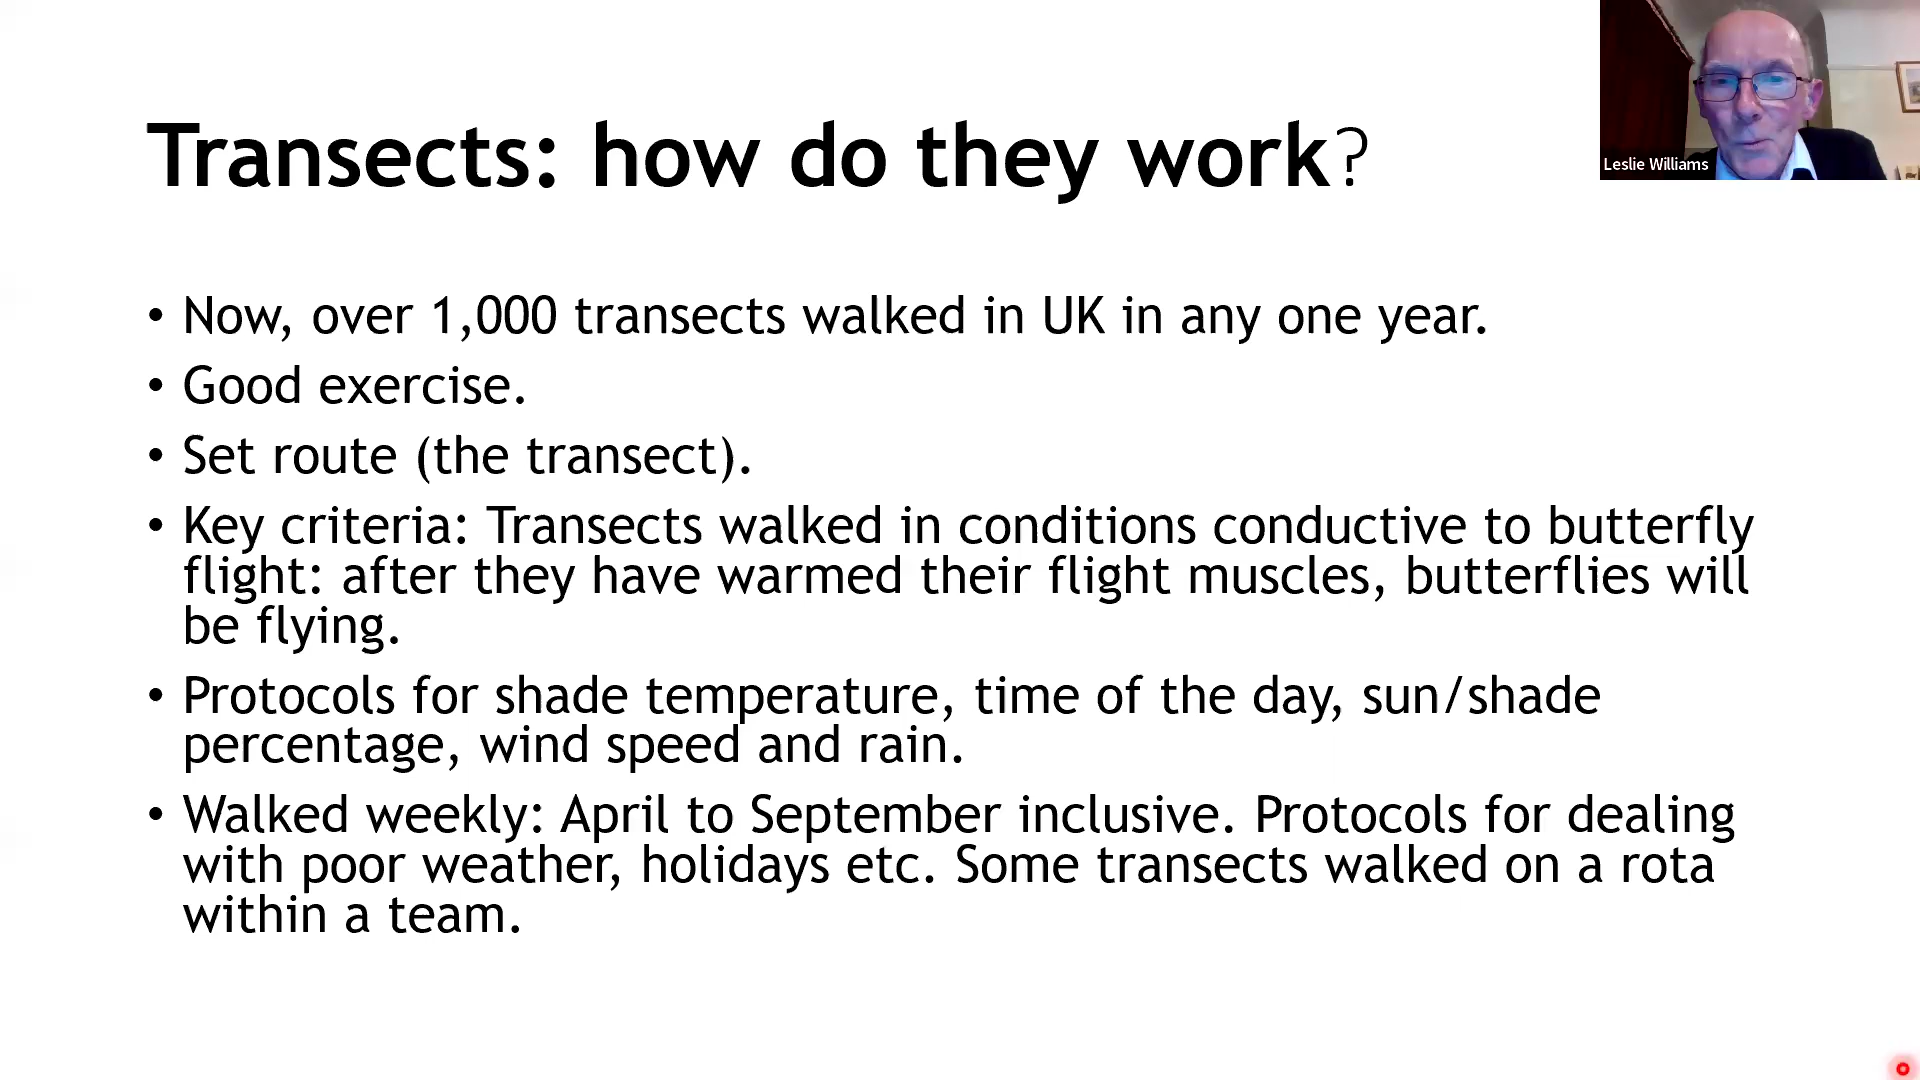 Transects: how do they work?
Leslie Williams
• Now, over 1,000 transects walked in UK in any one year.
• Good exercise.
• Set route (the transect).
• Key criteria: Transects walked in conditions conductive to butterfly
flight: after they have warmed their flight muscles, butterflies will
be flying.
• Protocols for shade temperature, time of the day, sun/shade
percentage, wind speed and rain.
• Walked weekly: April to September inclusive. Protocols for dealing
with poor weather, holidays etc. Some transects walked on a rota
within a team.